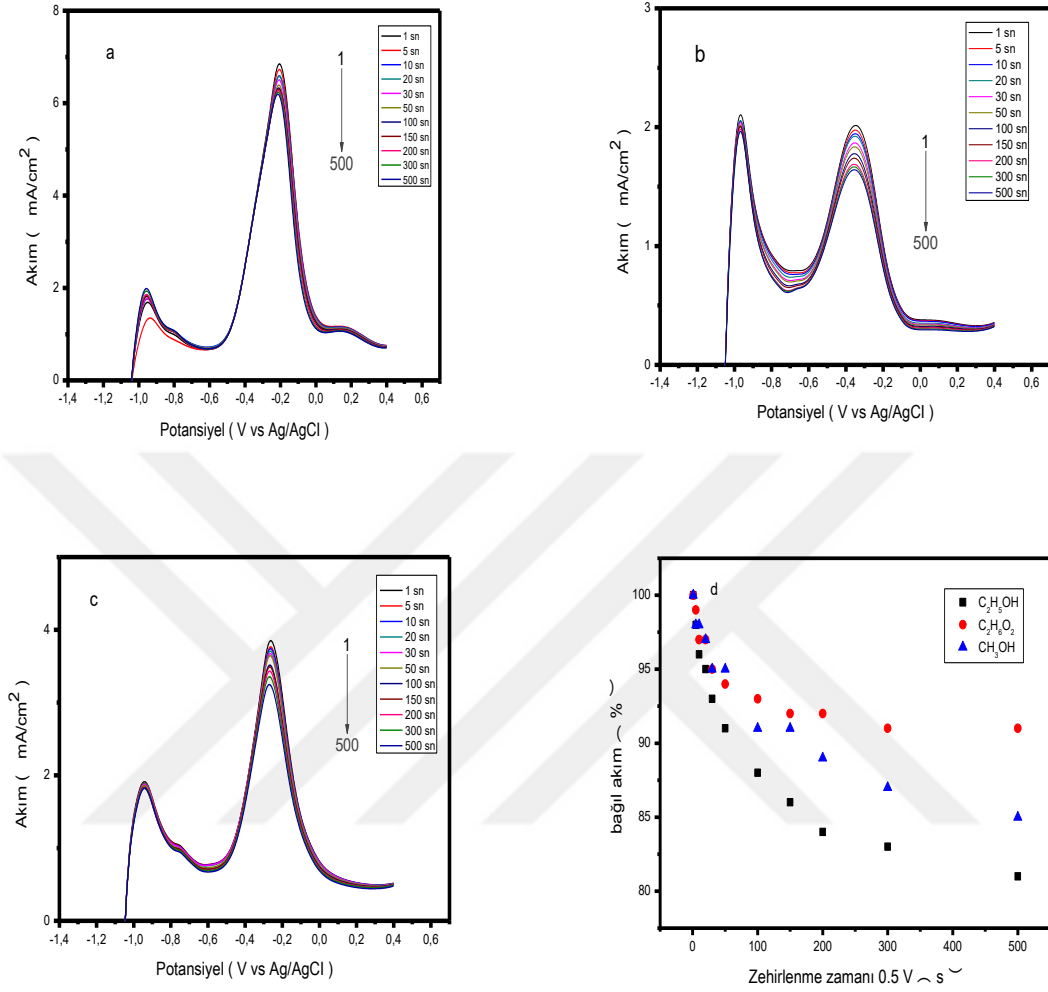 a
8
6
4
2
0
Akım ( mA/cm²)
-1,4 -1,2 -1,0 -0,8 -0,6 -0,4 -0,2 0,0 0,2 0,4 0,6
Potansiyel ( V vs Ag/AgCl )
1 sn
5 sn
10 sn
20 sn
30 sn
50 sn
100 sn
150 sn
200 sn
300 sn
500 sn
1
500
b
3
2
1
0
Akım ( mA/cm²)
-1,4 -1,2 -1,0 -0,8 -0,6 -0,4 -0,2 0,0 0,2 0,4 0,6
Potansiyel ( V vs Ag/AgCl )
1 sn
5 sn
10 sn
20 sn
30 sn
50 sn
100 sn
150 sn
200 sn
300 sn
500 sn
1
500
c
4
2
0
Akım ( mA/cm²)
-1,4 -1,2 -1,0 -0,8 -0,6 -0,4 -0,2 0,0 0,2 0,4 0,6
Potansiyel ( V vs Ag/AgCl )
1 sn
5 sn
10 sn
20 sn
30 sn
50 sn
100 sn
150 sn
200 sn
300 sn
500 sn
1
500
d
100
95
90
85
80
bağıl akım ( % )
0 100 200 300 400 500
Zehirlenme zamanı 0.5 V ( s )
C₂H₅OH
C₂H₆O₂
CH₃OH